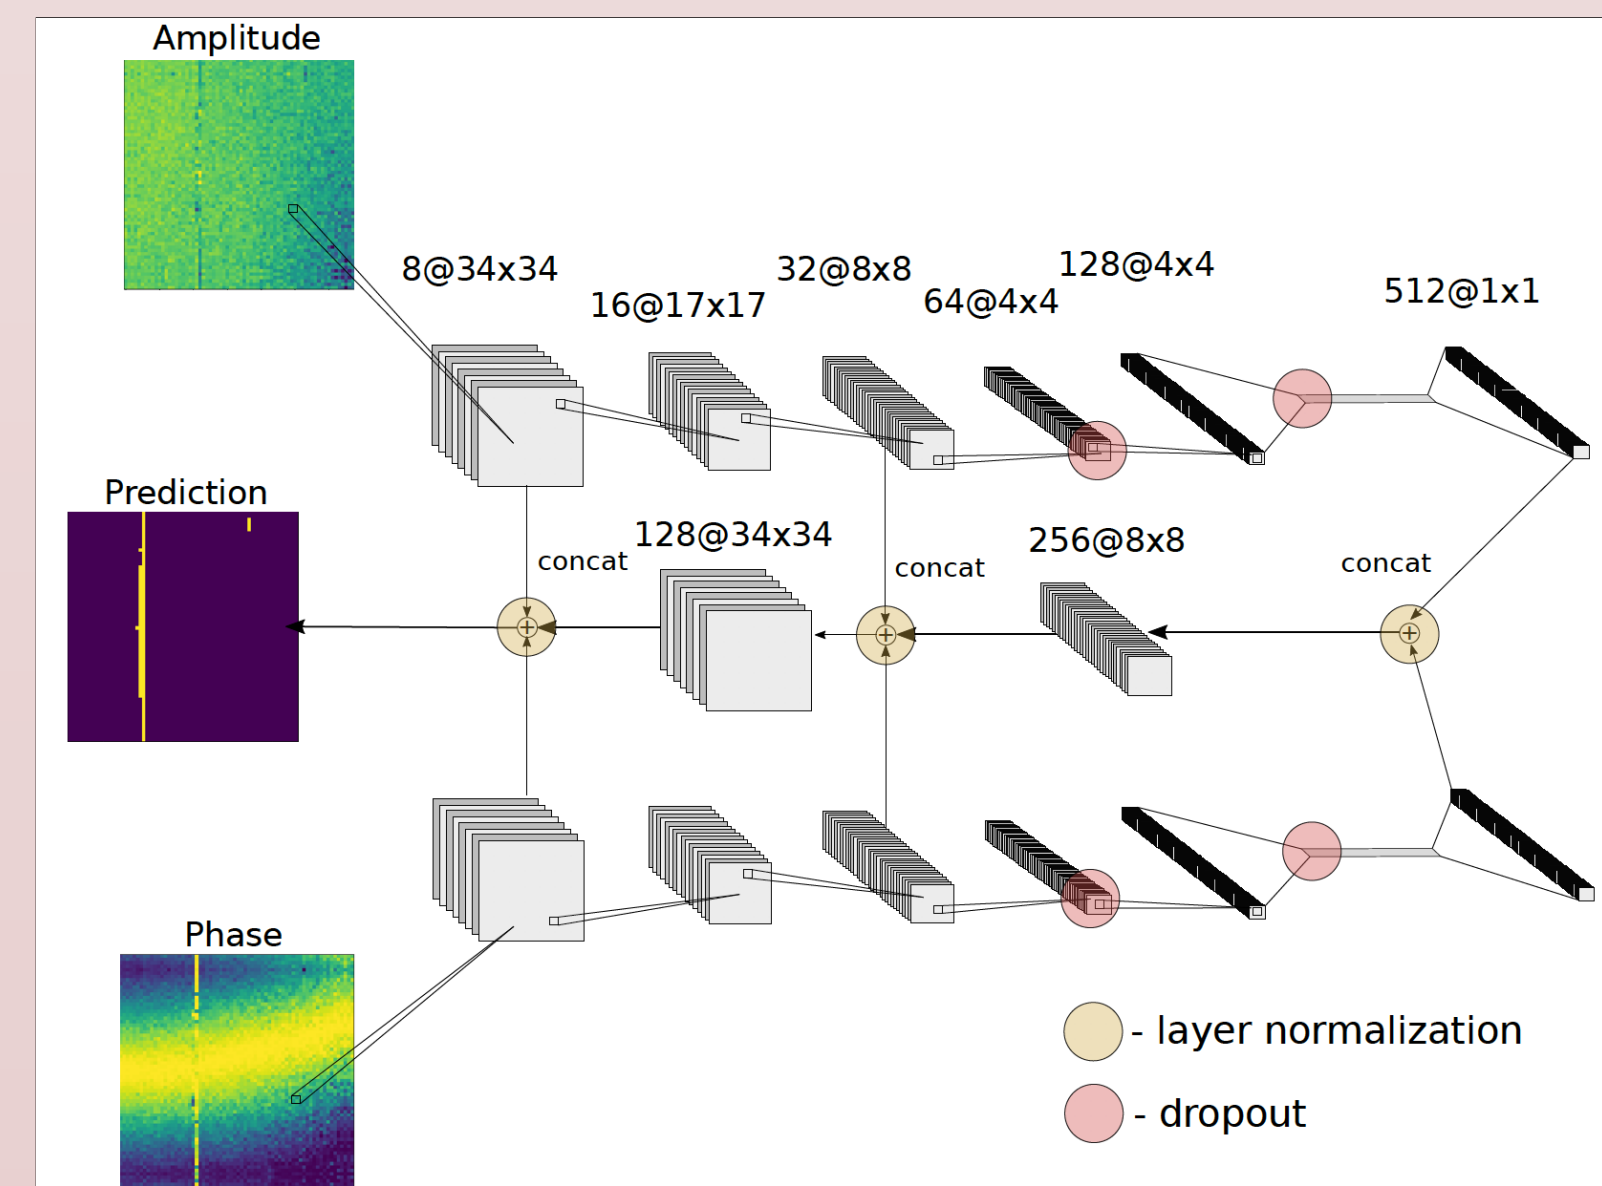 Amplitude
8@34x34
16@17x17
32@8x8
64@4x4
128@4x4
512@1x1
Prediction
concat
128@34x34
concat
256@8x8
concat
Phase
- layer normalization
- dropout